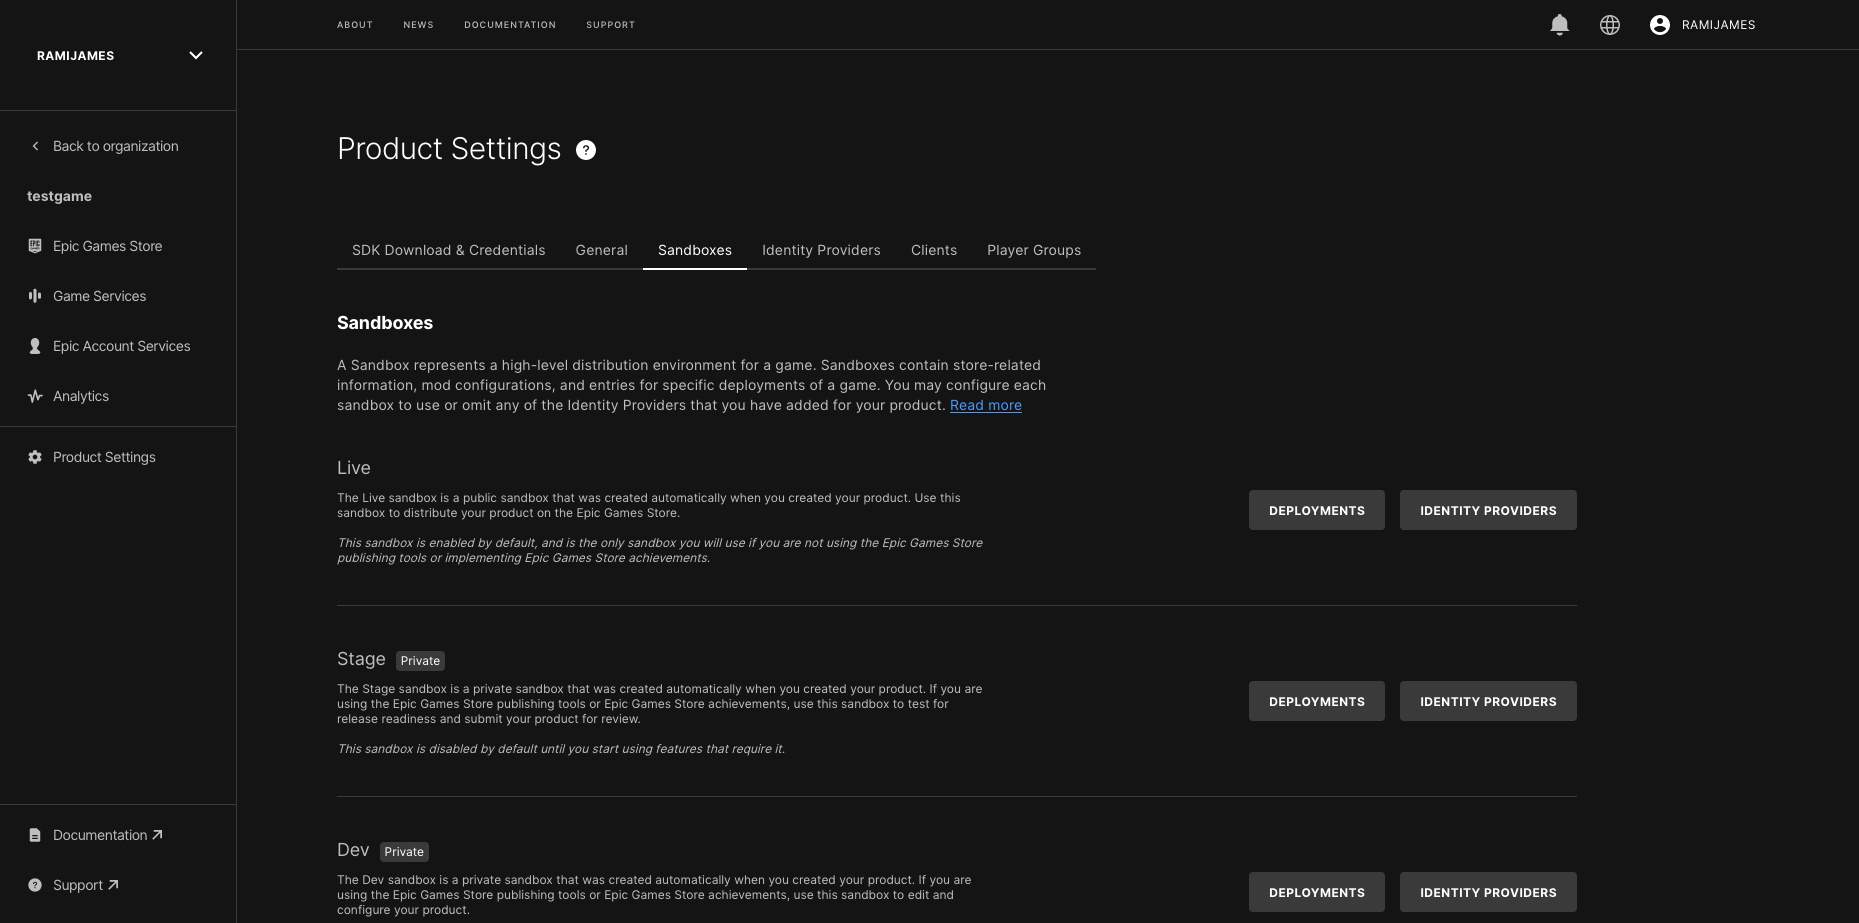 RAMIJAMES
ABOUT NEWS DOCUMENTATION SUPPORT
RAMIJAMES
Back to organization
testgame
Epic Games Store
Game Services
Epic Account Services
Analytics
Product Settings
Documentation
Support
Product Settings ?
SDK Download & Credentials General Sandboxes Identity Providers Clients Player Groups
Sandboxes
A Sandbox represents a high-level distribution environment for a game. Sandboxes contain store-related
information, mod configurations, and entries for specific deployments of a game. You may configure each
sandbox to use or omit any of the Identity Providers that you have added for your product. Read more
Live
The Live sandbox is a public sandbox that was created automatically when you created your product. Use this
sandbox to distribute your product on the Epic Games Store.
This sandbox is enabled by default, and is the only sandbox you will use if you are not using the Epic Games Store
publishing tools or implementing Epic Games Store achievements.
DEPLOYMENTS IDENTITY PROVIDERS
Stage Private
The Stage sandbox is a private sandbox that was created automatically when you created your product. If you are
using the Epic Games Store publishing tools or Epic Games Store achievements, use this sandbox to test for
release readiness and submit your product for review.
This sandbox is disabled by default until you start using features that require it.
DEPLOYMENTS IDENTITY PROVIDERS
Dev Private
The Dev sandbox is a private sandbox that was created automatically when you created your product. If you are
using the Epic Games Store publishing tools or Epic Games Store achievements, use this sandbox to edit and
configure your product.
DEPLOYMENTS IDENTITY PROVIDERS